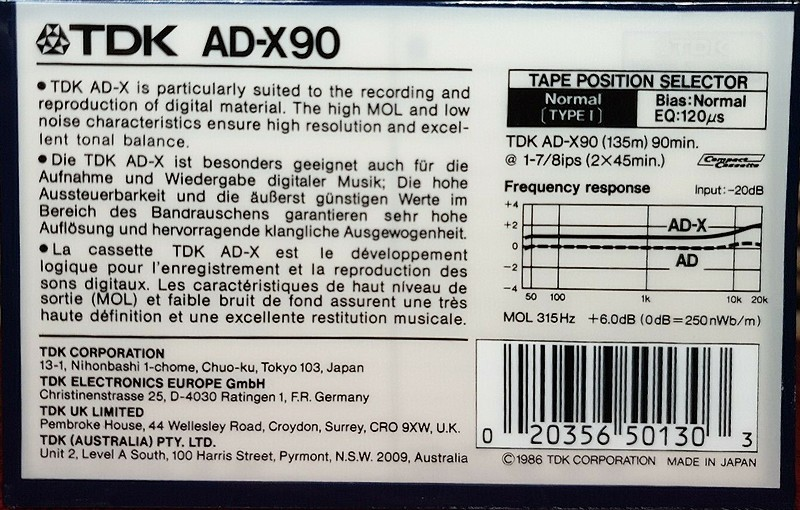 TDK AD-X90
● TDK AD-X is particularly suited to the recording and
reproduction of digital material. The high MOL and low
noise characteristics ensure high resolution and excel-
lent tonal balance.
● Die TDK AD-X ist besonders geeignet auch für die
Aufnahme und Wiedergabe digitaler Musik; Die hohe
Aussteuerbarkeit und die äußerst günstigen Werte im
Bereich des Bandrauschens garantieren sehr hohe
Auflösung und hervorragende klangliche Ausgewogenheit.
● La cassette TDK AD-X est le développement
logique pour l'enregistrement et la reproduction des
sons digitaux. Les caractéristiques de haut niveau de
sortie (MOL) et faible bruit de fond assurent une très
haute définition et une excellente restitution musicale.
TDK CORPORATION
13-1, Nihonbashi 1-chome, Chuo-ku, Tokyo 103, Japan
TDK ELECTRONICS EUROPE GmbH
Christinenstrasse 25, D-4030 Ratingen 1, F.R. Germany
TDK UK LIMITED
Pembroke House, 44 Wellesley Road, Croydon, Surrey, CRO 9XW, U.K.
TDK (AUSTRALIA) PTY. LTD.
Unit 2, Level A South, 100 Harris Street, Pyrmont, N.S.W. 2009, Australia
TAPE POSITION SELECTOR
Normal
[TYPE I]
Bias:Normal
EQ:120µs
TDK AD-X90 (135m) 90min.
@ 1-7/8ips (2×45min.)
Compact
Cassette
Frequency response Input:-20dB
+4
+2
0
-2
-4
AD-X
AD
50 100 1k 10k 20k
MOL 315Hz +6.0dB (0dB=250nWb/m)
0 20356 50130 3
©1986 TDK CORPORATION MADE IN JAPAN